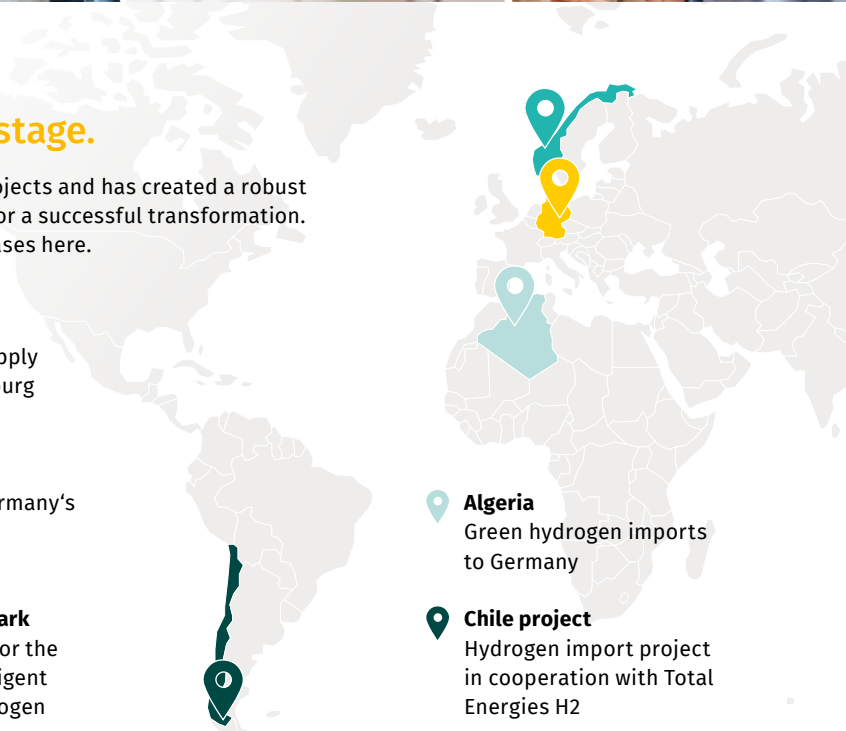 stage.
ojects and has created a robust
or a successful transformation.
ases here.
pply
urg
rmany‘s
ark
or the
igent
ogen
Algeria
Green hydrogen imports
to Germany
Chile project
Hydrogen import project
in cooperation with Total
Energies H2